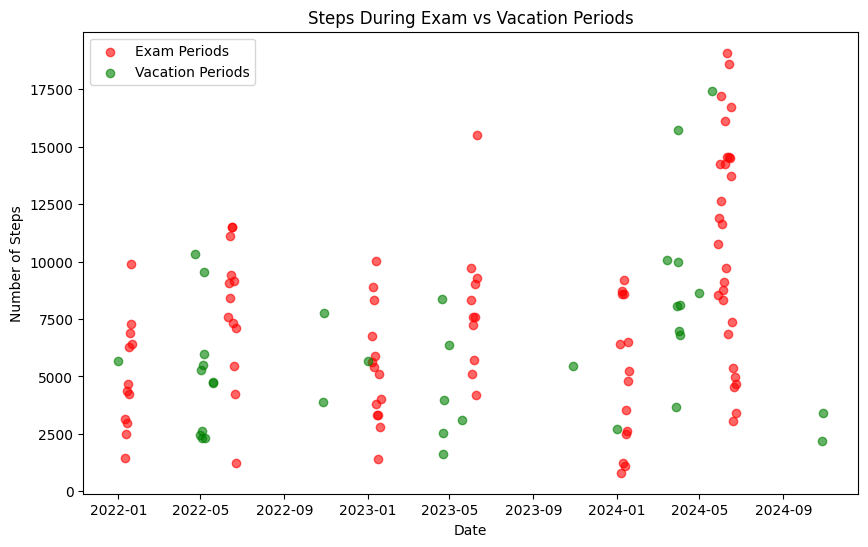 Steps During Exam vs Vacation Periods
Exam Periods
Vacation Periods
Number of Steps
17500
15000
12500
10000
7500
5000
2500
0
2022-01 2022-05 2022-09 2023-01 2023-05 2023-09 2024-01 2024-05 2024-09
Date